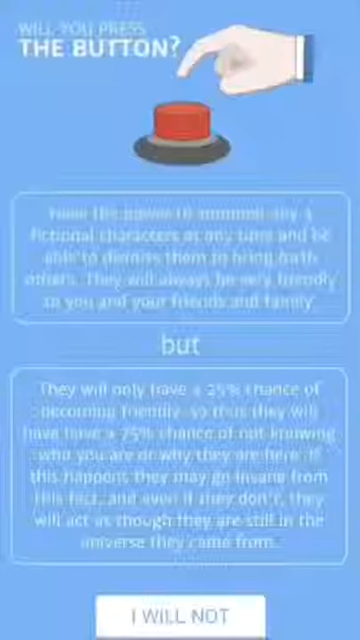 WILL YOU PRESS
THE BUTTON?
have the power to summon any 3
fictional characters at any time and be
able to dismiss them to bring both
others. They will always be very friendly
to you and your friends and family
but
They will only have a 25% chance of
becoming friendly, so thus they will
have have a 75% chance of not knowing
who you are or why they are here. If
this happens they may go insane from
this fact, and even if they don't, they
will act as though they are still in the
universe they came from.
I WILL NOT